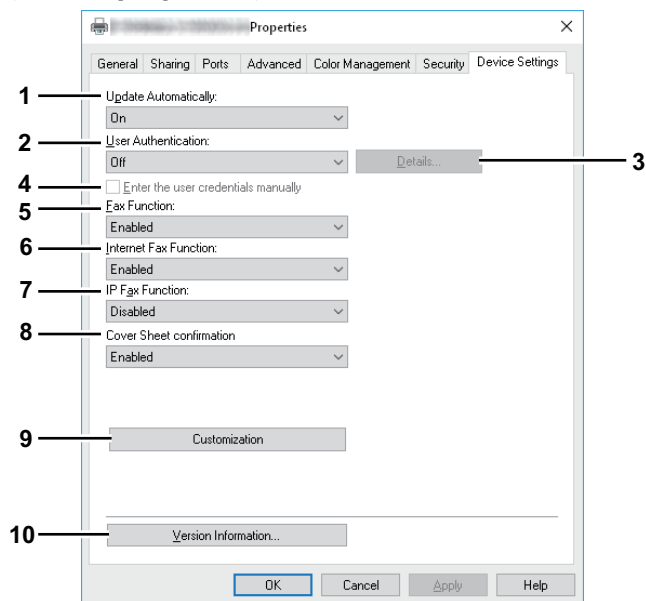 Properties
General Sharing Ports Advanced Color Management Security Device Settings
1 Update Automatically:
On
2 User Authentication:
Off Details... 3
4 Enter the user credentials manually
5 Fax Function:
Enabled
6 Internet Fax Function:
Enabled
7 IP Fax Function:
Disabled
8 Cover Sheet confirmation
Enabled
9 Customization
10 Version Information...
OK Cancel Apply Help